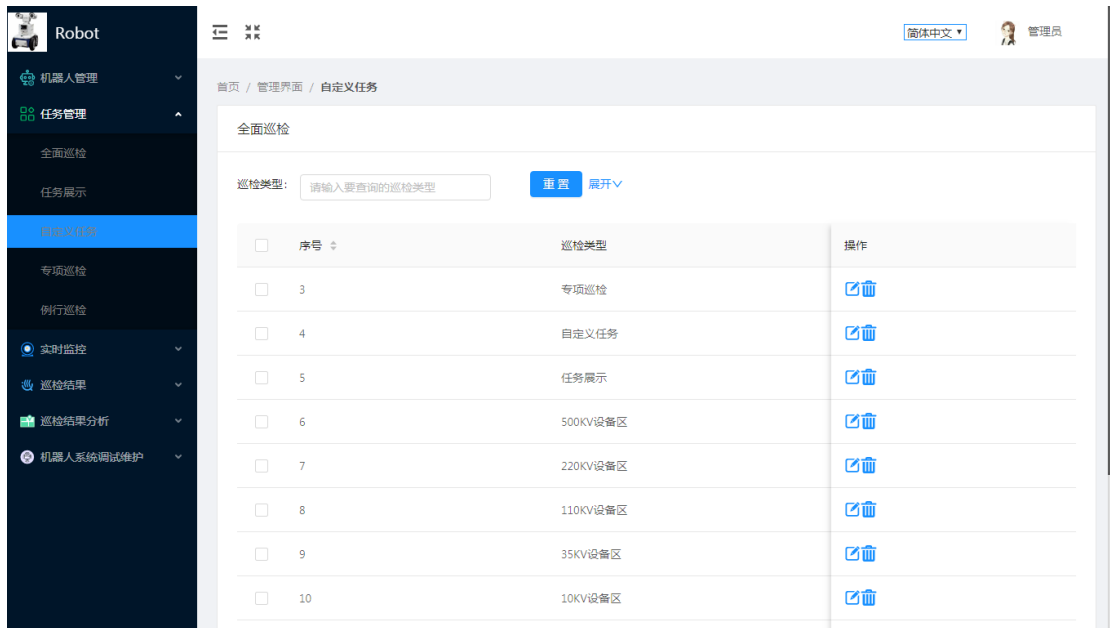 Robot
简体中文
管理员
机器人管理
任务管理
全面巡检
任务展示
自定义任务
专项巡检
例行巡检
实时监控
巡检结果
巡检结果分析
机器人系统调试维护
首页 / 管理界面 / 自定义任务
全面巡检
巡检类型: 请输入要查询的巡检类型 重置 展开
序号 巡检类型 操作
3 专项巡检
4 自定义任务
5 任务展示
6 500KV设备区
7 220KV设备区
8 110KV设备区
9 35KV设备区
10 10KV设备区